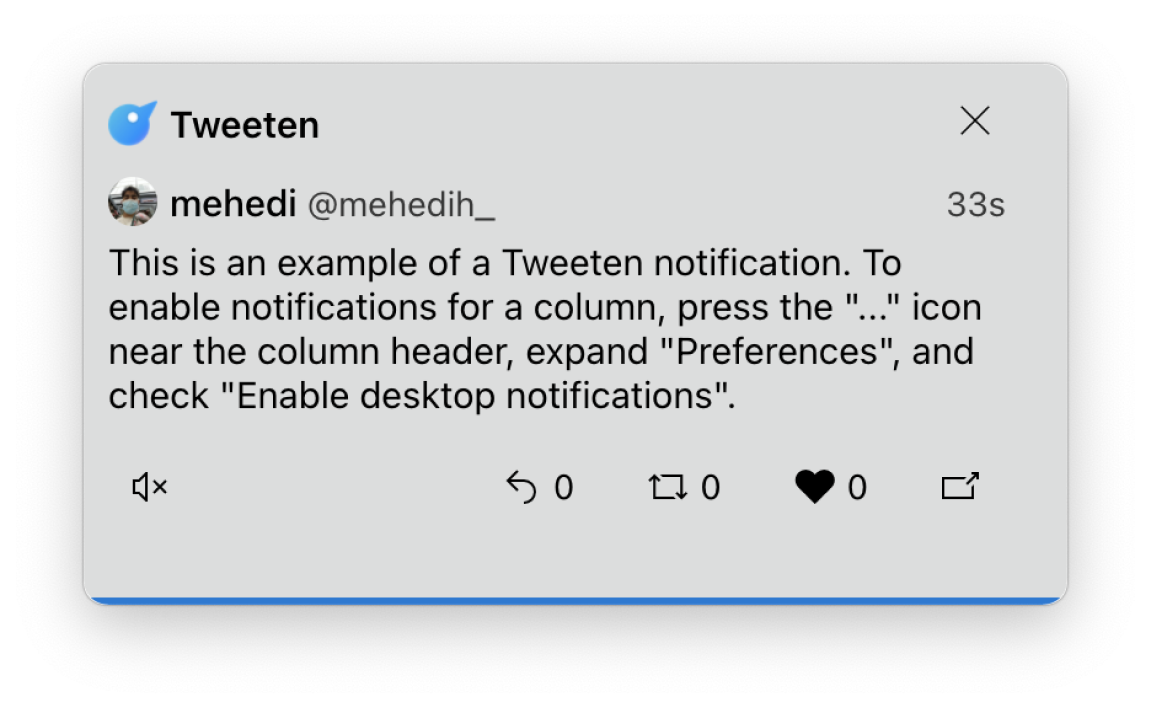 Tweeten
mehedi @mehedih_ 33s
This is an example of a Tweeten notification. To
enable notifications for a column, press the "..." icon
near the column header, expand "Preferences", and
check "Enable desktop notifications".
0 0 0